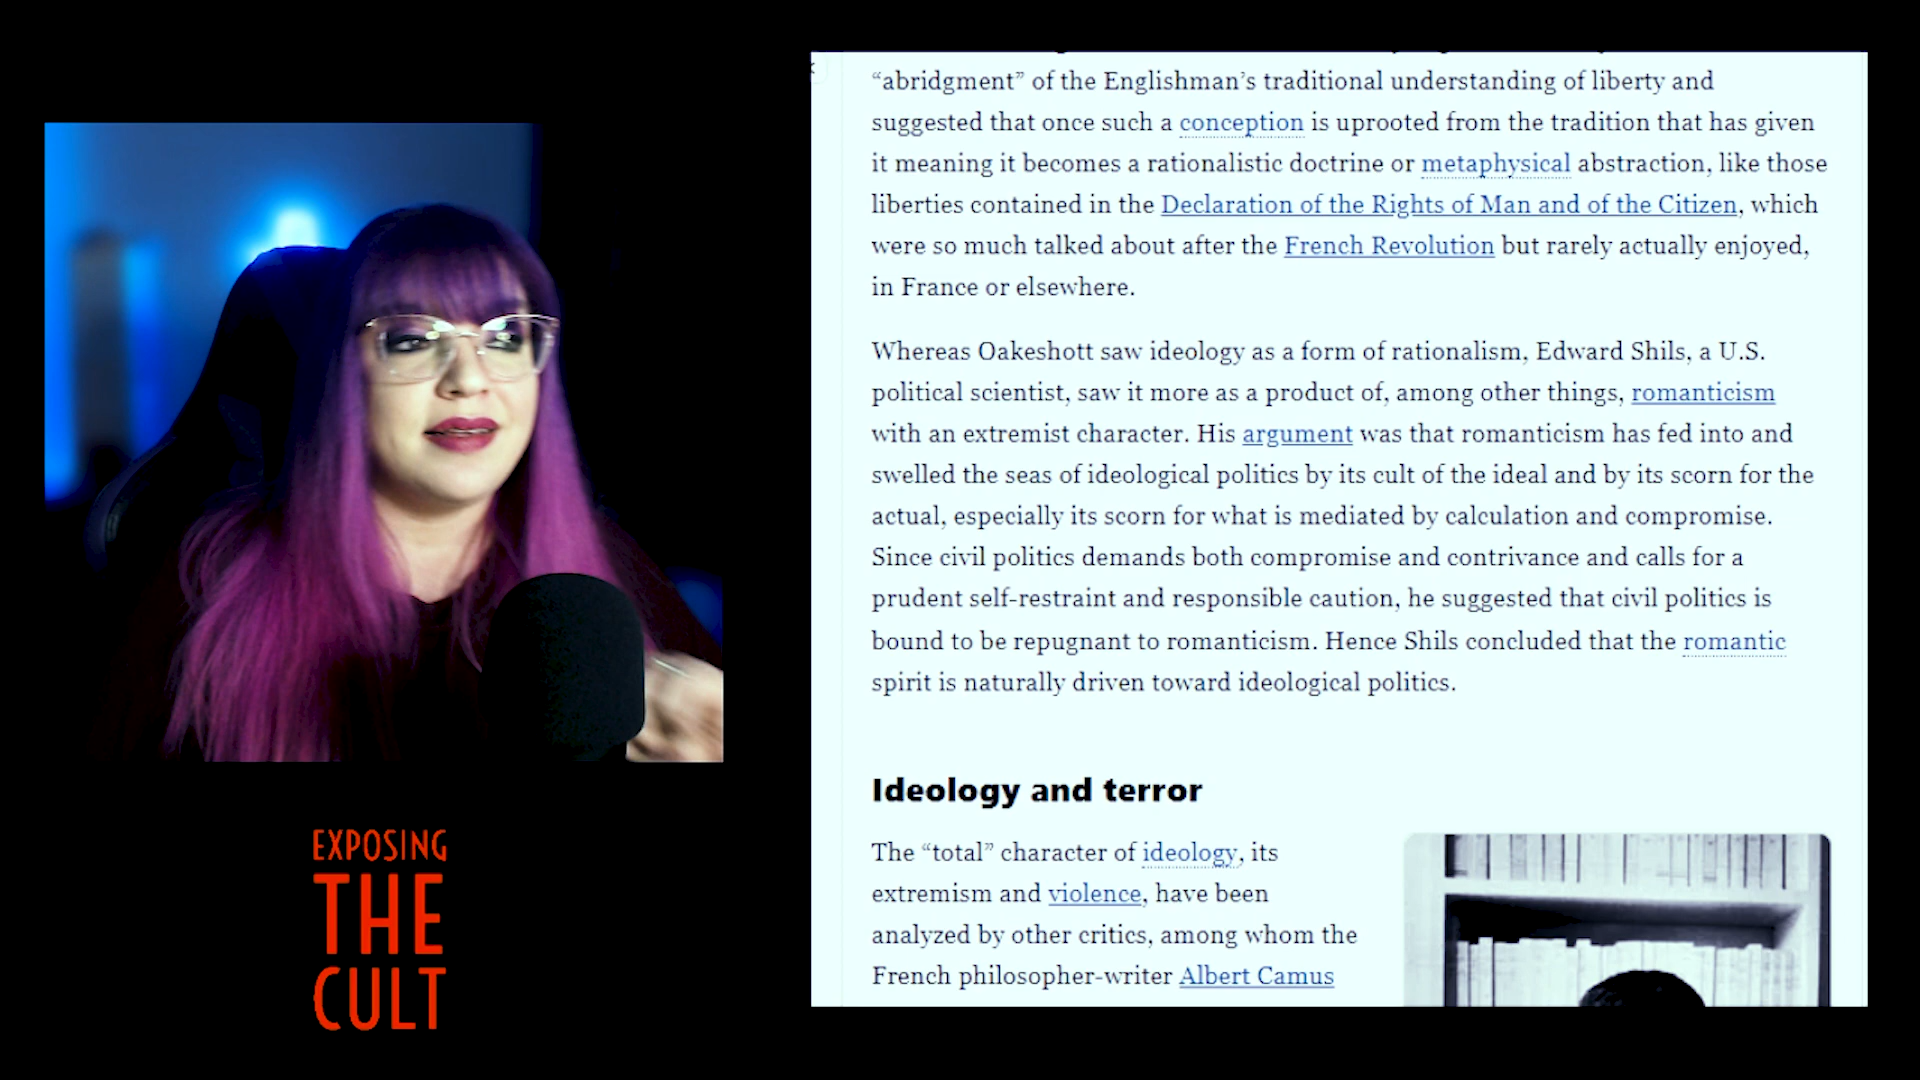 “abridgment” of the Englishman’s traditional understanding of liberty and
suggested that once such a conception is uprooted from the tradition that has given
it meaning it becomes a rationalistic doctrine or metaphysical abstraction, like those
liberties contained in the Declaration of the Rights of Man and of the Citizen, which
were so much talked about after the French Revolution but rarely actually enjoyed,
in France or elsewhere.
Whereas Oakeshott saw ideology as a form of rationalism, Edward Shils, a U.S.
political scientist, saw it more as a product of, among other things, romanticism
with an extremist character. His argument was that romanticism has fed into and
swelled the seas of ideological politics by its cult of the ideal and by its scorn for the
actual, especially its scorn for what is mediated by calculation and compromise.
Since civil politics demands both compromise and contrivance and calls for a
prudent self-restraint and responsible caution, he suggested that civil politics is
bound to be repugnant to romanticism. Hence Shils concluded that the romantic
spirit is naturally driven toward ideological politics.
Ideology and terror
The “total” character of ideology, its
extremism and violence, have been
analyzed by other critics, among whom the
French philosopher-writer Albert Camus
EXPOSING
THE
CULT